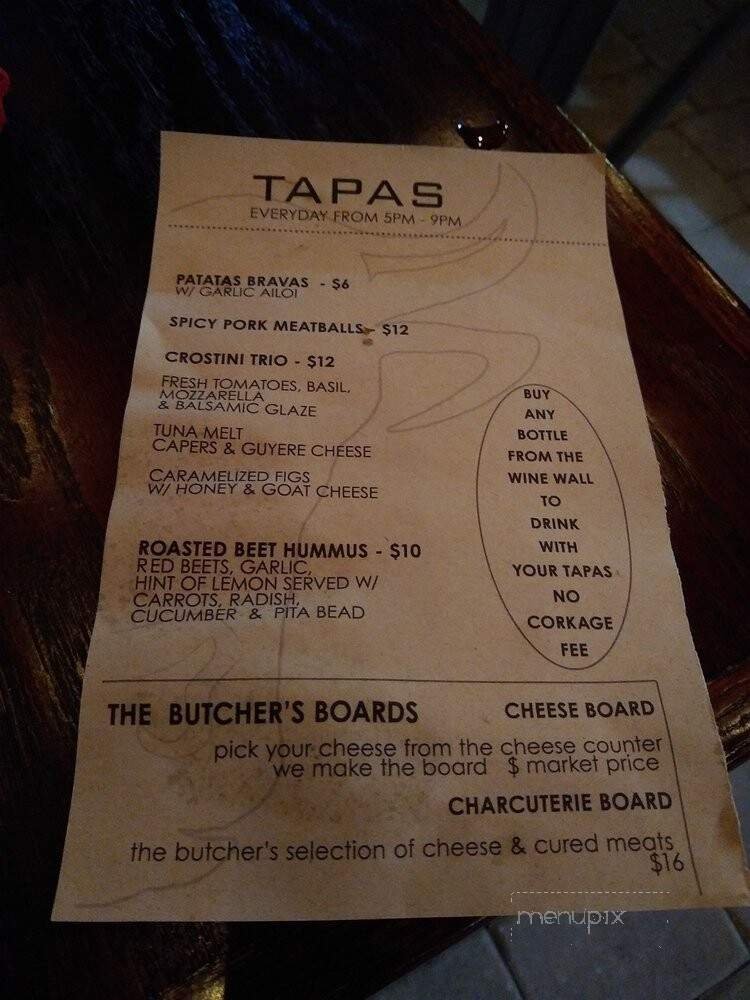 TAPAS
EVERYDAY FROM 5PM - 9PM
PATATAS BRAVAS - $6
W/ GARLIC AILOI
SPICY PORK MEATBALLS - $12
CROSTINI TRIO - $12
FRESH TOMATOES, BASIL,
MOZZARELLA
& BALSAMIC GLAZE
TUNA MELT
CAPERS & GUYERE CHEESE
CARAMELIZED FIGS
W/ HONEY & GOAT CHEESE
ROASTED BEET HUMMUS - $10
RED BEETS, GARLIC,
HINT OF LEMON SERVED W/
CARROTS, RADISH,
CUCUMBER & PITA BEAD
BUY
ANY
BOTTLE
FROM THE
WINE WALL
TO
DRINK
WITH
YOUR TAPAS
NO
CORKAGE
FEE
THE BUTCHER'S BOARDS
CHEESE BOARD
pick your cheese from the cheese counter
we make the board $ market price
CHARCUTERIE BOARD
the butcher's selection of cheese & cured meats
$16
menupix